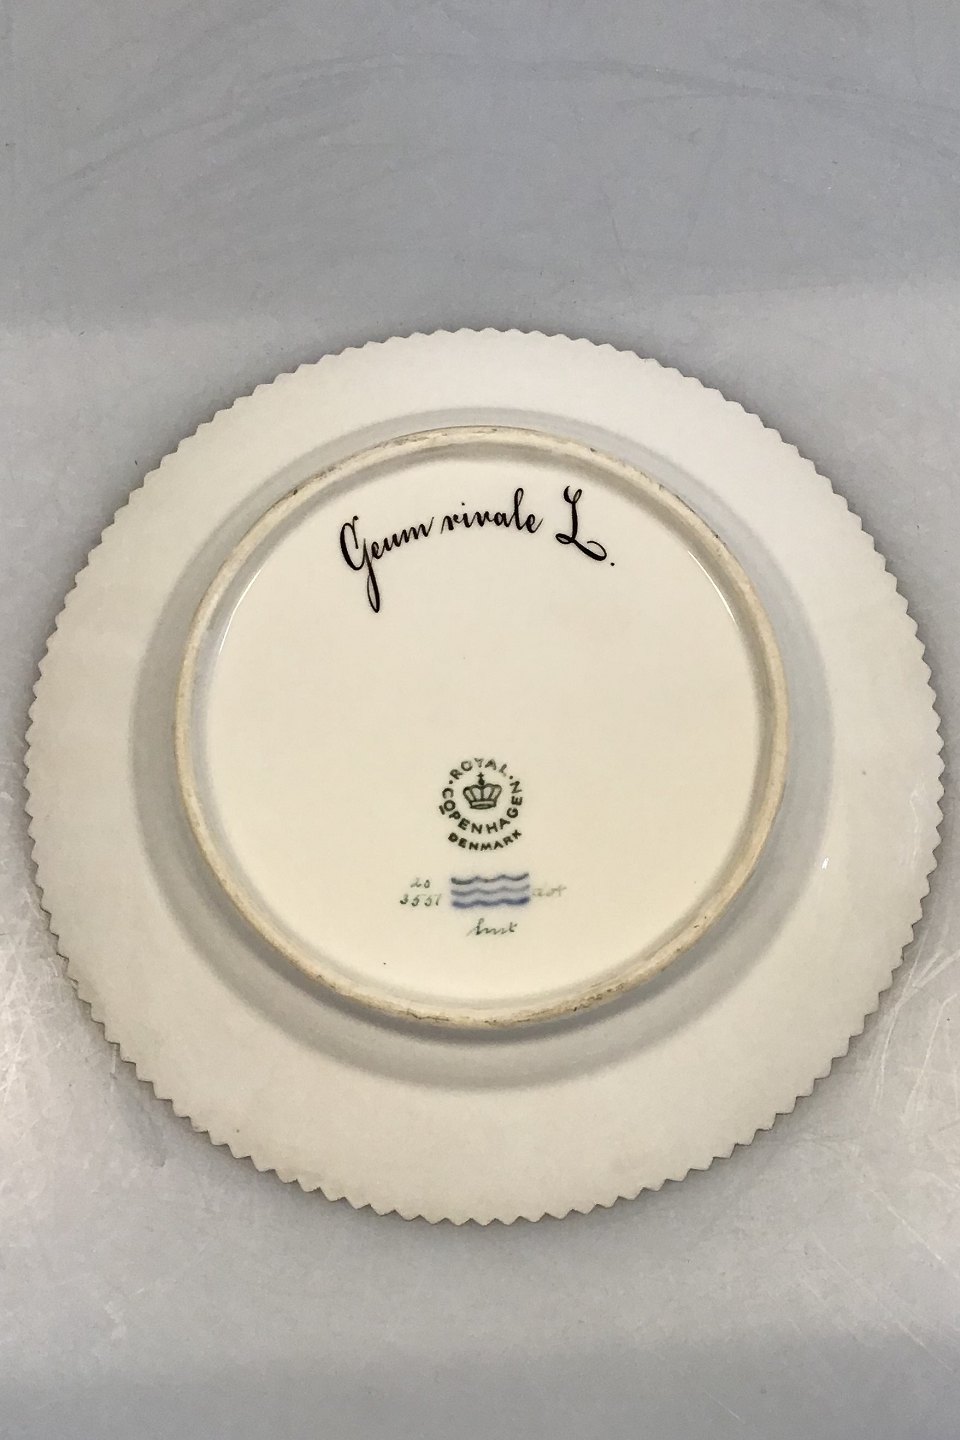 Geum rivale L.
ROYAL COPENHAGEN
DENMARK
20
3551